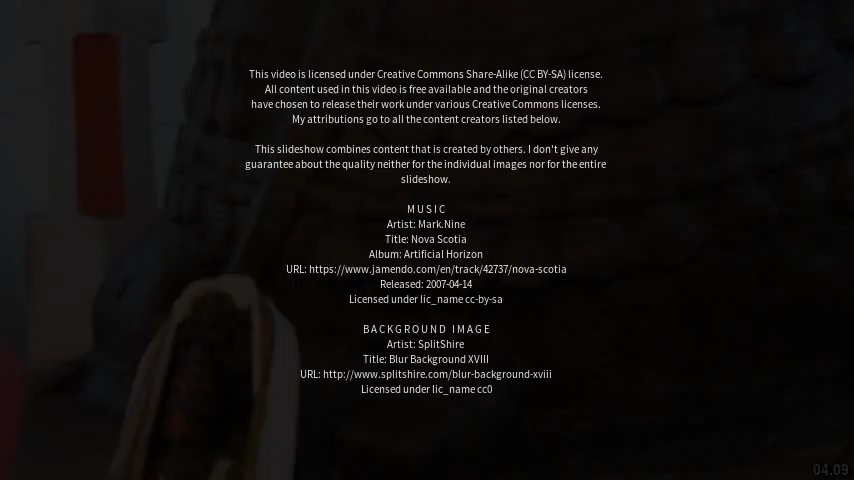 This video is licensed under Creative Commons Share-Alike (CC BY-SA) license.
All content used in this video is free available and the original creators
have chosen to release their work under various Creative Commons licenses.
My attributions go to all the content creators listed below.
This slideshow combines content that is created by others. I don't give any
guarantee about the quality neither for the individual images nor for the entire
slideshow.
MUSIC
Artist: Mark.Nine
Title: Nova Scotia
Album: Artificial Horizon
URL: https://www.jamendo.com/en/track/42737/nova-scotia
Released: 2007-04-14
Licensed under lic_name cc-by-sa
BACKGROUND IMAGE
Artist: SplitShire
Title: Blur Background XVIII
URL: http://www.splitshire.com/blur-background-xviii
Licensed under lic_name cc0
04.09